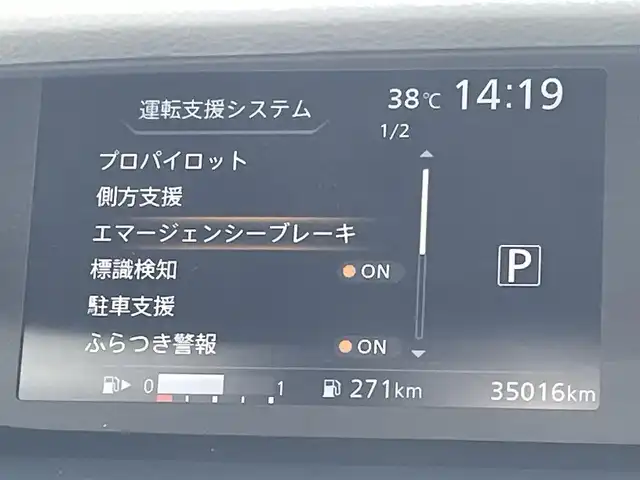 運転支援システム
38℃ 14:19
1/2
プロパイロット
側方支援
エマージェンシーブレーキ
標識検知 ON
P
駐車支援
ふらつき警報 ON
0 1 271km 35016km